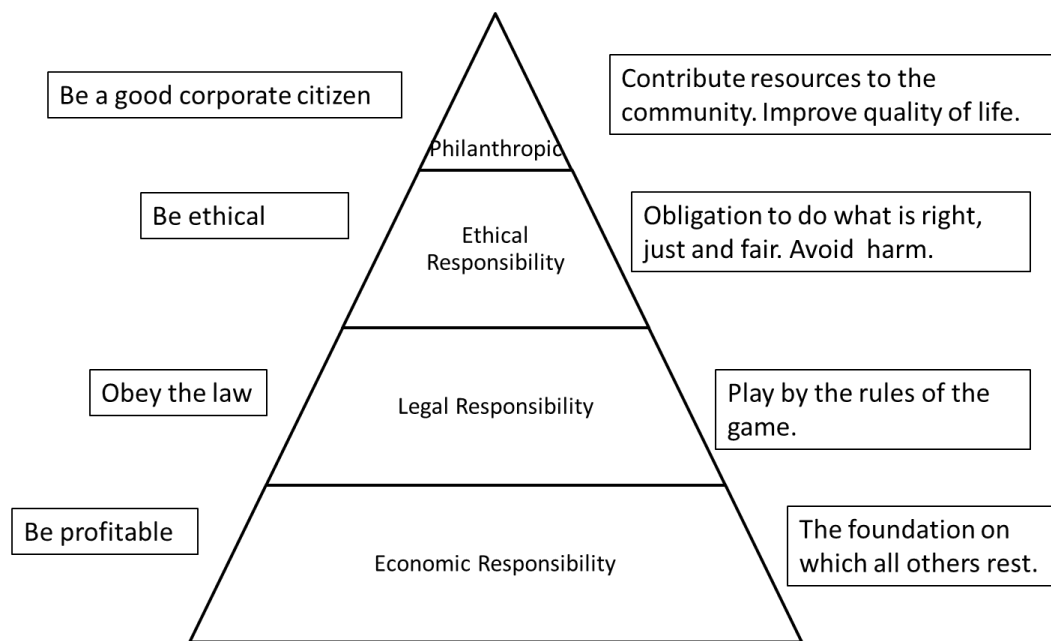 Be a good corporate citizen
Contribute resources to the
community. Improve quality of life.
Philanthropic
Be ethical
Ethical
Responsibility
Obligation to do what is right,
just and fair. Avoid  harm.
Obey the law
Legal Responsibility
Play by the rules of the
game.
Be profitable
Economic Responsibility
The foundation on
which all others rest.